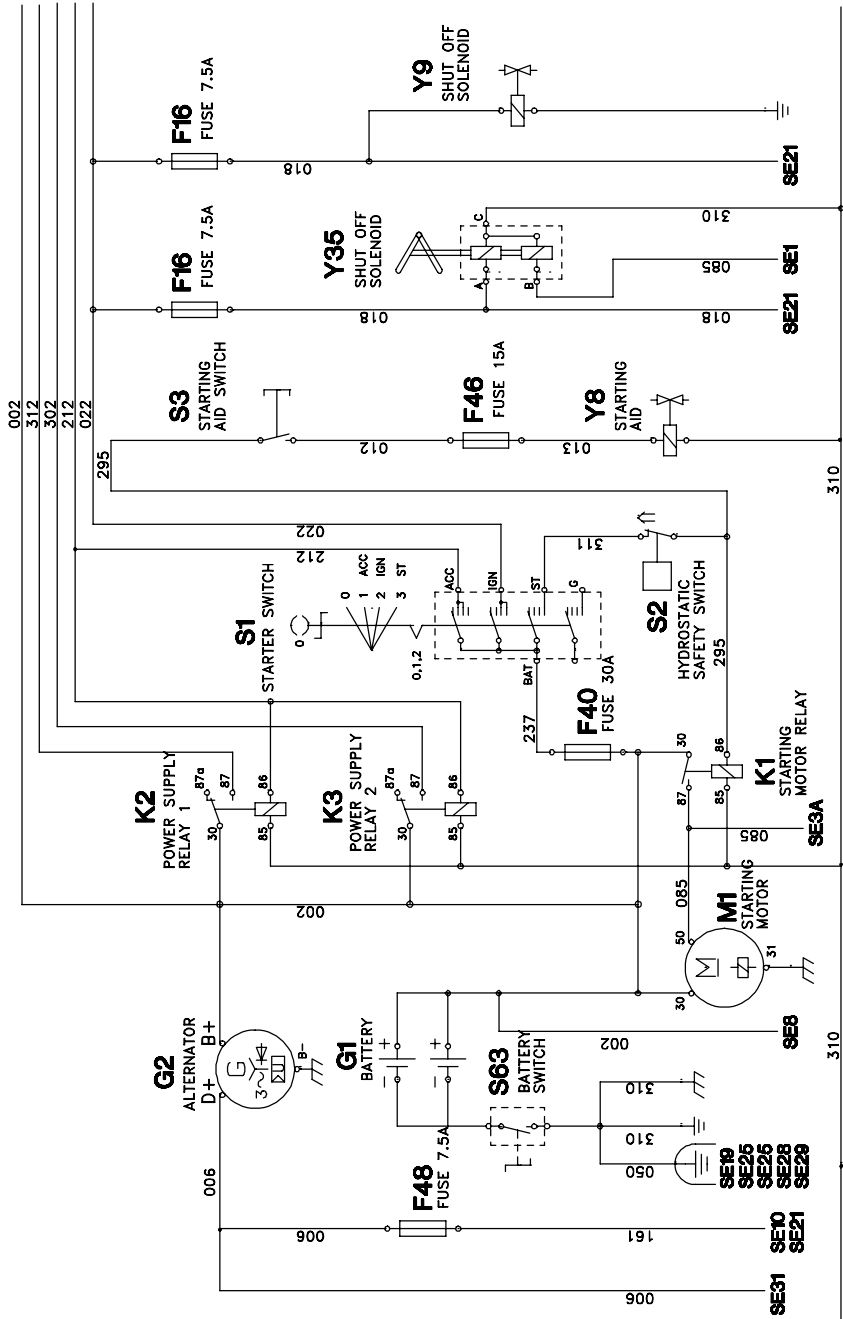 002
312
302
212
022
F16
FUSE 7.5A
018
Y9
SHUT OFF
SOLENOID
SE21
F16
FUSE 7.5A
018
Y35
SHUT OFF
SOLENOID
A
B
C
310
085
SE1
018
SE21
S3
STARTING
AID SWITCH
295
012
F46
FUSE 15A
013
Y8
STARTING
AID
310
022
212
S1
STARTER SWITCH
0
0
1 ACC
2 IGN
3 ST
0,1,2
ACC
IGN
ST
G
BAT
311
S2
HYDROSTATIC
SAFETY SWITCH
295
237
F40
FUSE 30A
K2
POWER SUPPLY
RELAY 1
87a
87
30
86
85
K3
POWER SUPPLY
RELAY 2
87a
87
30
86
85
K1
STARTING
MOTOR RELAY
30
87
86
85
085
SE3A
002
085
M1
STARTING
MOTOR
M
50
30
31
G2
ALTERNATOR
B+
D+
B-
G
3~
G1
BATTERY
+
−
+
−
002
SE8
S63
BATTERY
SWITCH
310
310
050
SE19
SE25
SE26
SE28
SE29
310
006
F48
FUSE 7.5A
006
161
SE10
SE21
006
SE31